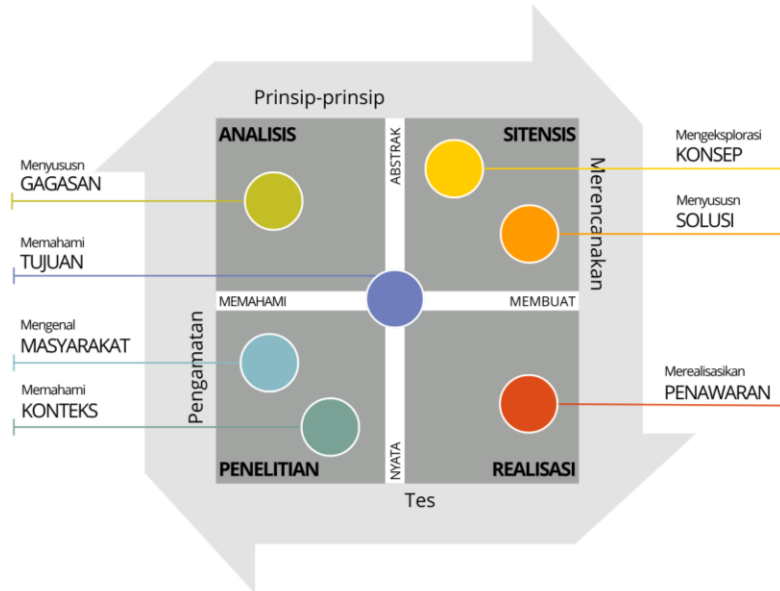 Prinsip-prinsip
ANALISIS
ABSTRAK
SITENSIS
Mengeksplorasi
KONSEP
Menyususn
GAGASAN
Merencanakan
Menyususn
SOLUSI
Memahami
TUJUAN
MEMAHAMI
MEMBUAT
Pengamatan
Mengenal
MASYARAKAT
Merealisasikan
PENAWARAN
Memahami
KONTEKS
NYATA
PENELITIAN
REALISASI
Tes